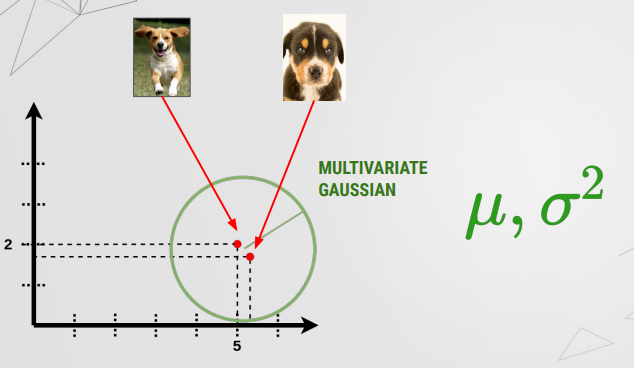 MULTIVARIATE
GAUSSIAN
μ, σ²
2
5